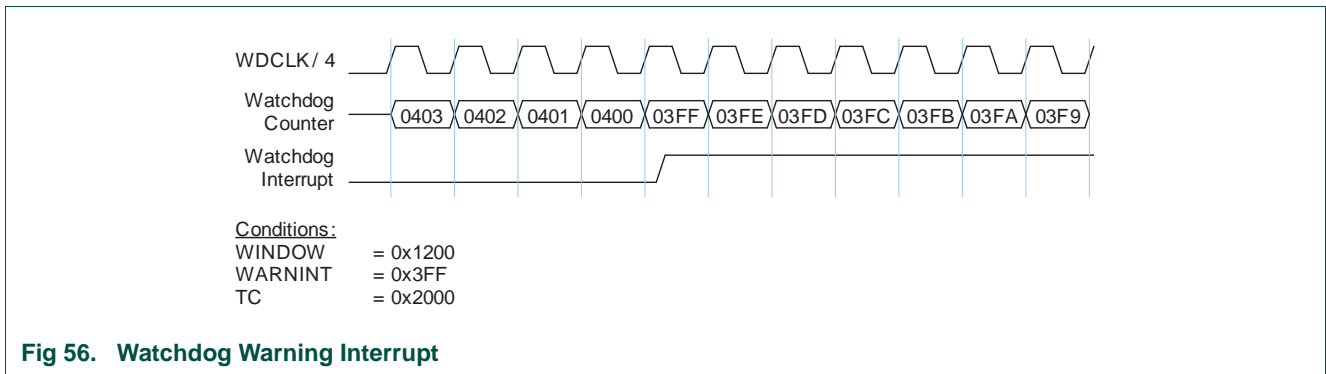 WDCLK / 4
Watchdog
Counter
0403 0402 0401 0400 03FF 03FE 03FD 03FC 03FB 03FA 03F9
Watchdog
Interrupt
Conditions:
WINDOW = 0x1200
WARNINT = 0x3FF
TC = 0x2000
Fig 56. Watchdog Warning Interrupt